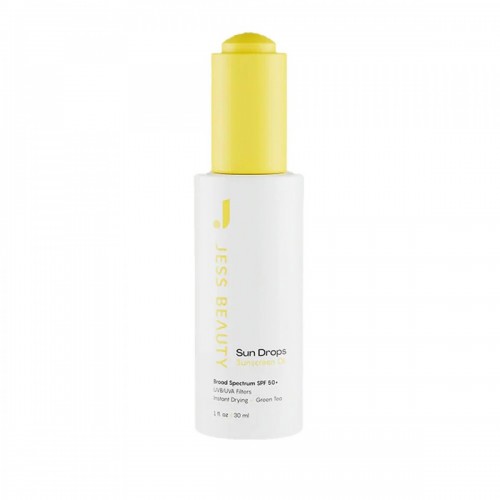 J
JESS BEAUTY
Sun Drops
Sunscreen
Broad Spectrum SPF 50+
UVB/UVA Filters
Instant Drying Green Tea
1 fl oz 30 ml